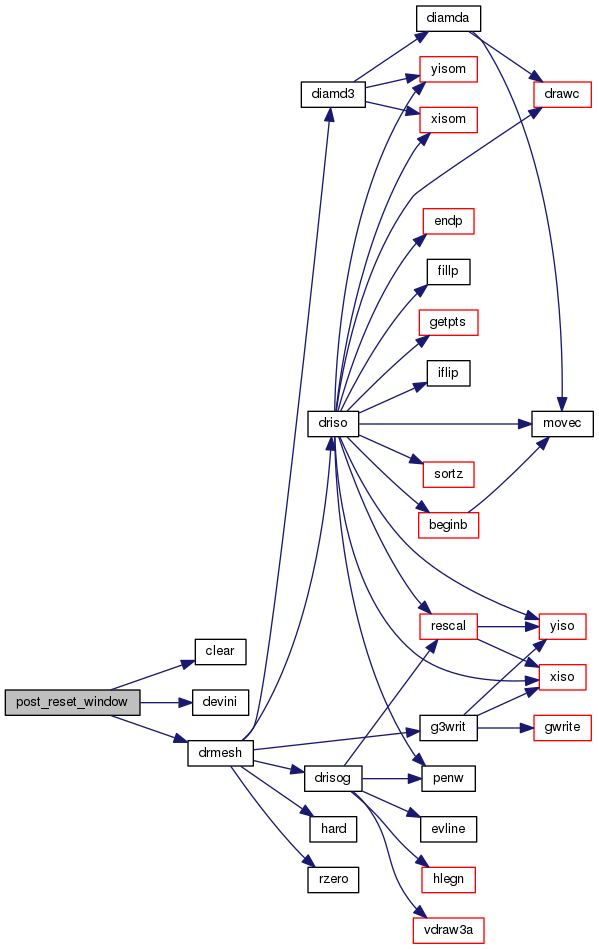 diamda
yisom
diamd3
drawc
xisom
endp
fillp
getpts
iflip
driso
movec
sortz
beginb
rescal
yiso
clear
xiso
post_reset_window
devini
g3writ
gwrite
drmesh
drisog
penw
hard
evline
rzero
hlegn
vdraw3a